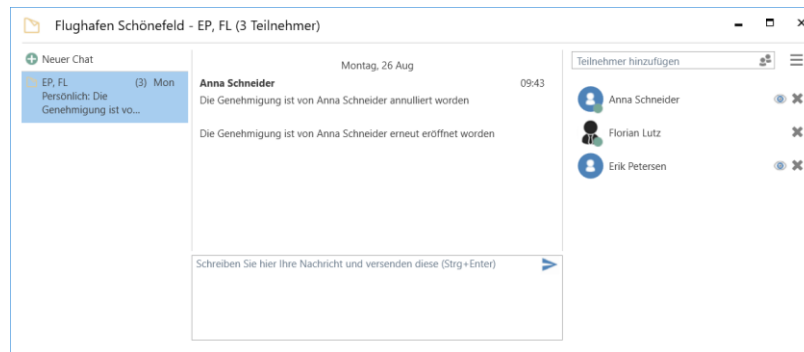 Flughafen Schönefeld - EP, FL (3 Teilnehmer)
Neuer Chat
EP, FL (3) Mon
Persönlich: Die
Genehmigung ist vo...
Montag, 26 Aug
Anna Schneider 09:43
Die Genehmigung ist von Anna Schneider annulliert worden
Die Genehmigung ist von Anna Schneider erneut eröffnet worden
Schreiben Sie hier Ihre Nachricht und versenden diese (Strg+Enter)
Teilnehmer hinzufügen
Anna Schneider
Florian Lutz
Erik Petersen